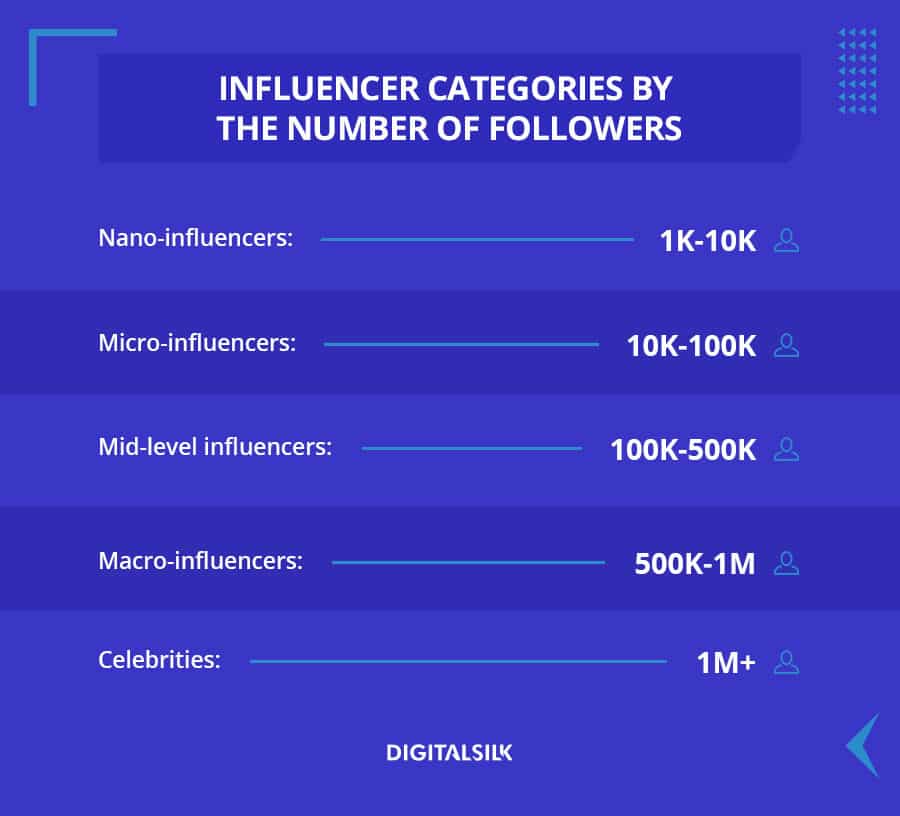 INFLUENCER CATEGORIES BY
THE NUMBER OF FOLLOWERS
Nano-influencers: 1K-10K
Micro-influencers: 10K-100K
Mid-level influencers: 100K-500K
Macro-influencers: 500K-1M
Celebrities: 1M+
DIGITALSILK